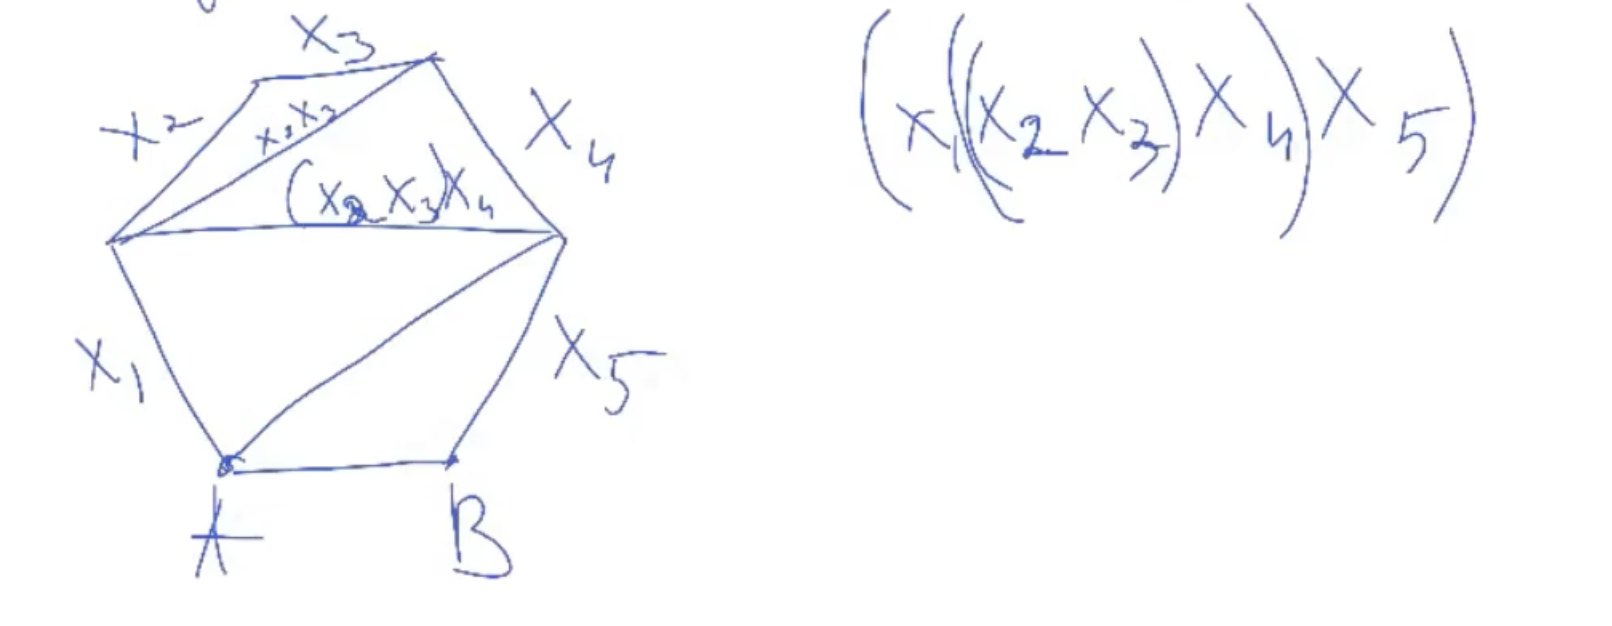 x₃
x₂
x₂x₃
x₄
(x₂x₃)x₄
x₁
x₅
A
B
(x₁((x₂x₃)x₄)x₅)